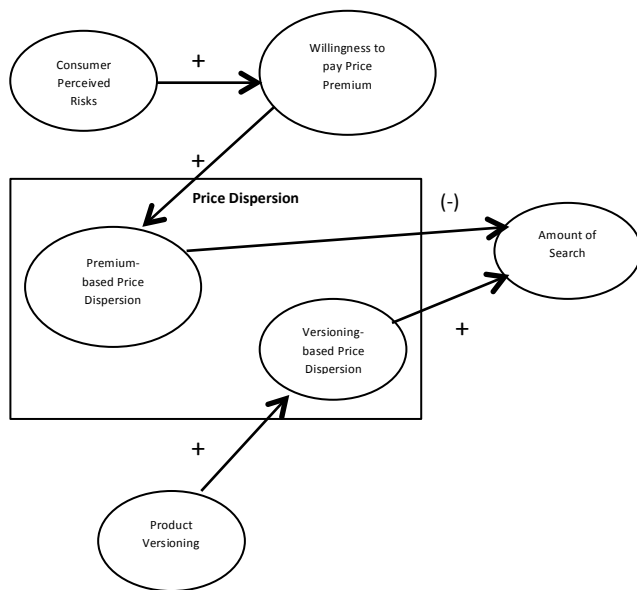 Consumer
Perceived
Risks
+
Willingness to
pay Price
Premium
+
Price Dispersion
Premium-
based Price
Dispersion
(-)
Amount of
Search
Versioning-
based Price
Dispersion
+
+
Product
Versioning